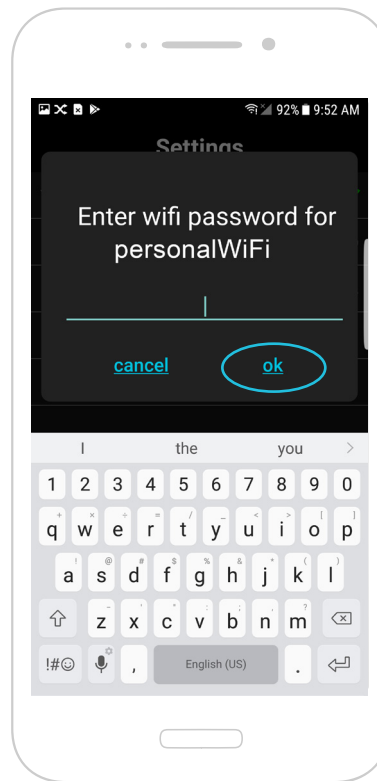 92% 9:52 AM
Settings
Enter wifi password for
personalWiFi
cancel ok
I the you >
1 2 3 4 5 6 7 8 9 0
q + w × e ÷ r = t / y _ u < i > o [ p ]
a ! s @ d # f $ g % h & j * k ( l )
z - x ' c " v : b ; n , m ?
!#☺ , English (US) .